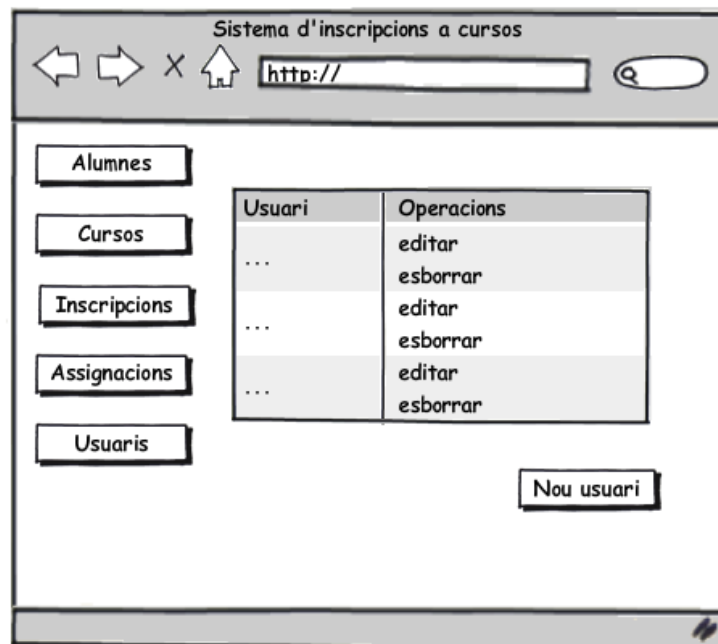 Sistema d'inscripcions a cursos
http://
Alumnes
Cursos
Inscripcions
Assignacions
Usuaris
Usuari Operacions
... editar
esborrar
... editar
esborrar
... editar
esborrar
Nou usuari